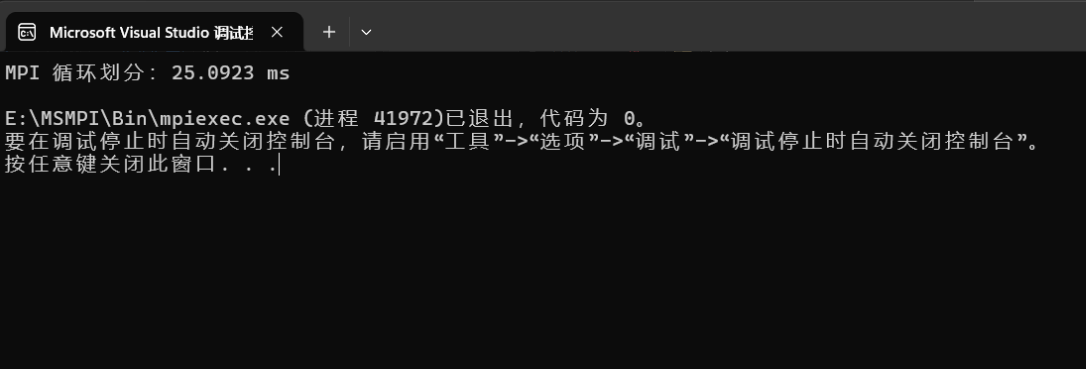 Microsoft Visual Studio 调试
MPI 循环划分: 25.0923 ms
E:\MSMPI\Bin\mpiexec.exe (进程 41972)已退出，代码为 0。
要在调试停止时自动关闭控制台，请启用“工具”->“选项”->“调试”->“调试停止时自动关闭控制台”。
按任意键关闭此窗口. . .